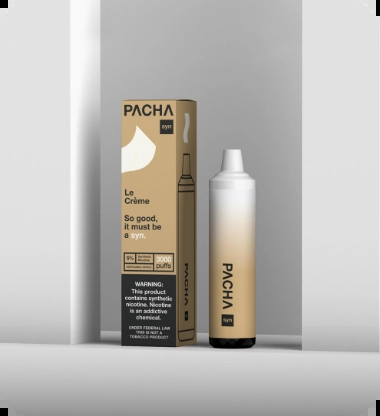 PACHA
syn
Le
Crème
So good,
it must be
a syn.
5%
3000
puffs
WARNING:
This product
contains synthetic
nicotine. Nicotine
is an addictive
chemical.
UNDER FEDERAL LAW
THIS IS NOT A
TOBACCO PRODUCT
PACHA
PACHA
syn